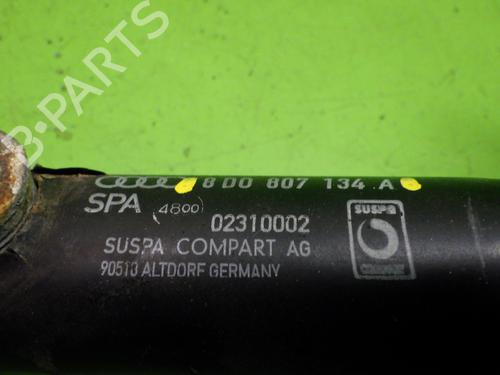 B-PARTS
8D0 807 134 A
SPA (4800)
02310002
SUSPA
SUSPA COMPART AG
90518 ALTDORF GERMANY